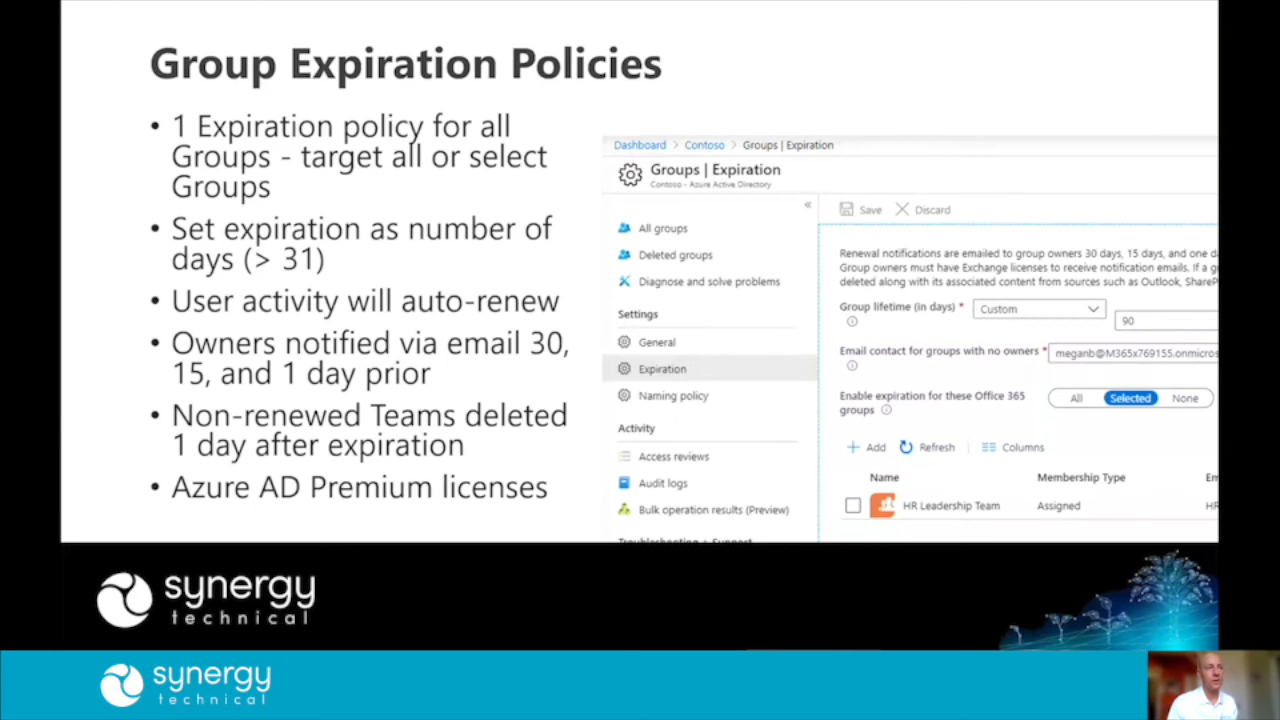 Group Expiration Policies
• 1 Expiration policy for all
Groups - target all or select
Groups
• Set expiration as number of
days (> 31)
• User activity will auto-renew
• Owners notified via email 30,
15, and 1 day prior
• Non-renewed Teams deleted
1 day after expiration
• Azure AD Premium licenses
Dashboard > Contoso > Groups | Expiration
Groups | Expiration
Contoso - Azure Active Directory
«
All groups
Deleted groups
Diagnose and solve problems
Settings
General
Expiration
Naming policy
Activity
Access reviews
Audit logs
Bulk operation results (Preview)
Troubleshooting + Support
Save Discard
Renewal notifications are emailed to group owners 30 days, 15 days, and one da
Group owners must have Exchange licenses to receive notification emails. If a g
deleted along with its associated content from sources such as Outlook, ShareP
Group lifetime (in days) * Custom
90
Email contact for groups with no owners * meganb@M365x769155.onmicros
Enable expiration for these Office 365
groups
All Selected None
Add Refresh Columns
Name Membership Type Em
HR Leadership Team Assigned HR
synergy
technical
synergy
technical